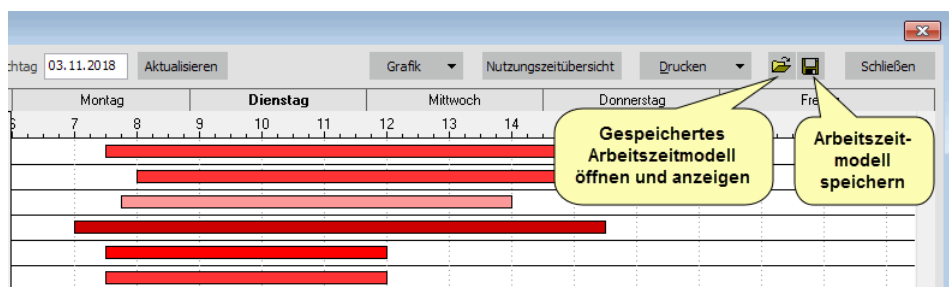 chtag 03.11.2018 Aktualisieren Grafik Nutzungszeitübersicht Drucken Schließen
Montag Dienstag Mittwoch Donnerstag
6 7 8 9 10 11 12 13 14
Gespeichertes
Arbeitszeitmodell
öffnen und anzeigen
Arbeitszeit-
modell
speichern